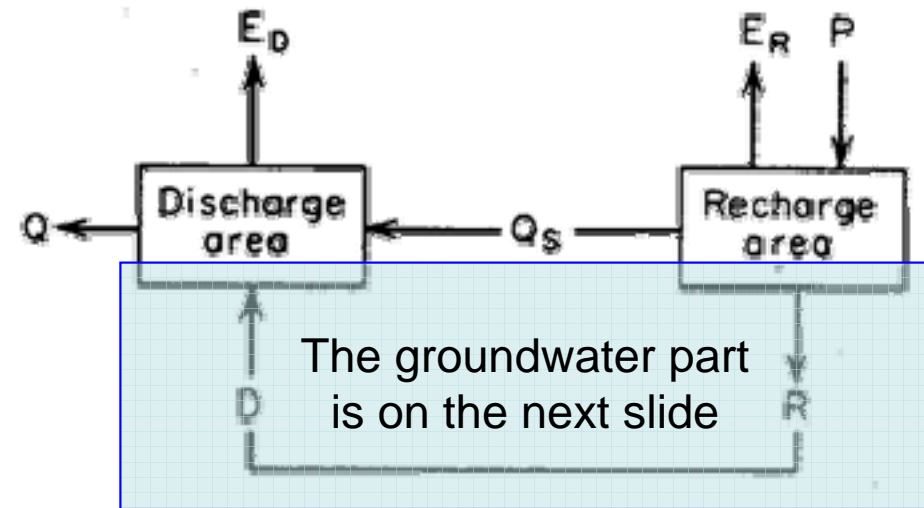 E_D
E_R P
Discharge
area
Recharge
area
Q
Q_S
The groundwater part
is on the next slide
D
R